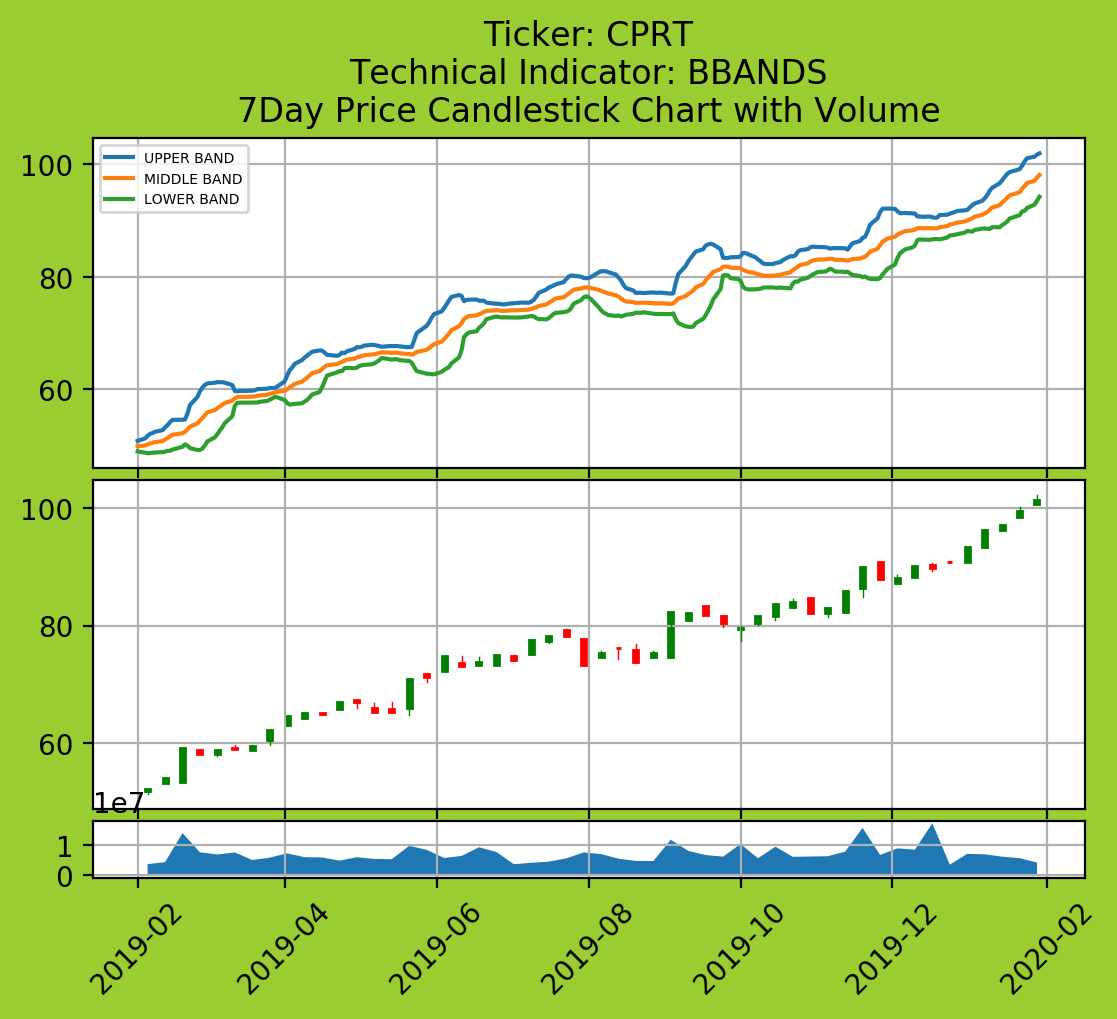 Ticker: CPRT
Technical Indicator: BBANDS
7Day Price Candlestick Chart with Volume
UPPER BAND
MIDDLE BAND
LOWER BAND
100
80
60
100
80
60
1e7
1
0
2019-02
2019-04
2019-06
2019-08
2019-10
2019-12
2020-02